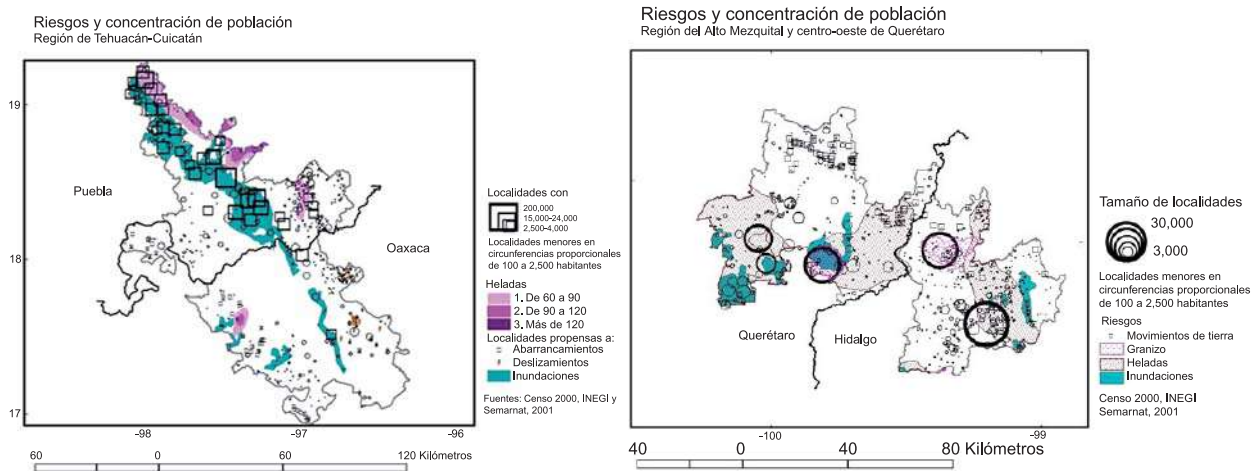 Riesgos y concentración de población
Región de Tehuacán-Cuicatán
19
18
17
Puebla
Oaxaca
-98
-97
-96
Localidades con
200,000
15,000-24,000
2,500-4,000
Localidades menores en
circunferencias proporcionales
de 100 a 2,500 habitantes
Heladas
1. De 60 a 90
2. De 90 a 120
3. Más de 120
Localidades propensas a:
Abarrancamientos
Deslizamientos
Inundaciones
Fuentes: Censo 2000, INEGI y
Semarnat, 2001
60 0 60 120 Kilómetros
Riesgos y concentración de población
Región del Alto Mezquital y centro-oeste de Querétaro
20
Querétaro
Hidalgo
-100
-99
Tamaño de localidades
30,000
3,000
Localidades menores en
circunferencias proporcionales
de 100 a 2,500 habitantes
Riesgos
Movimientos de tierra
Granizo
Heladas
Inundaciones
Censo 2000, INEGI
Semarnat, 2001
40 0 40 80 Kilómetros